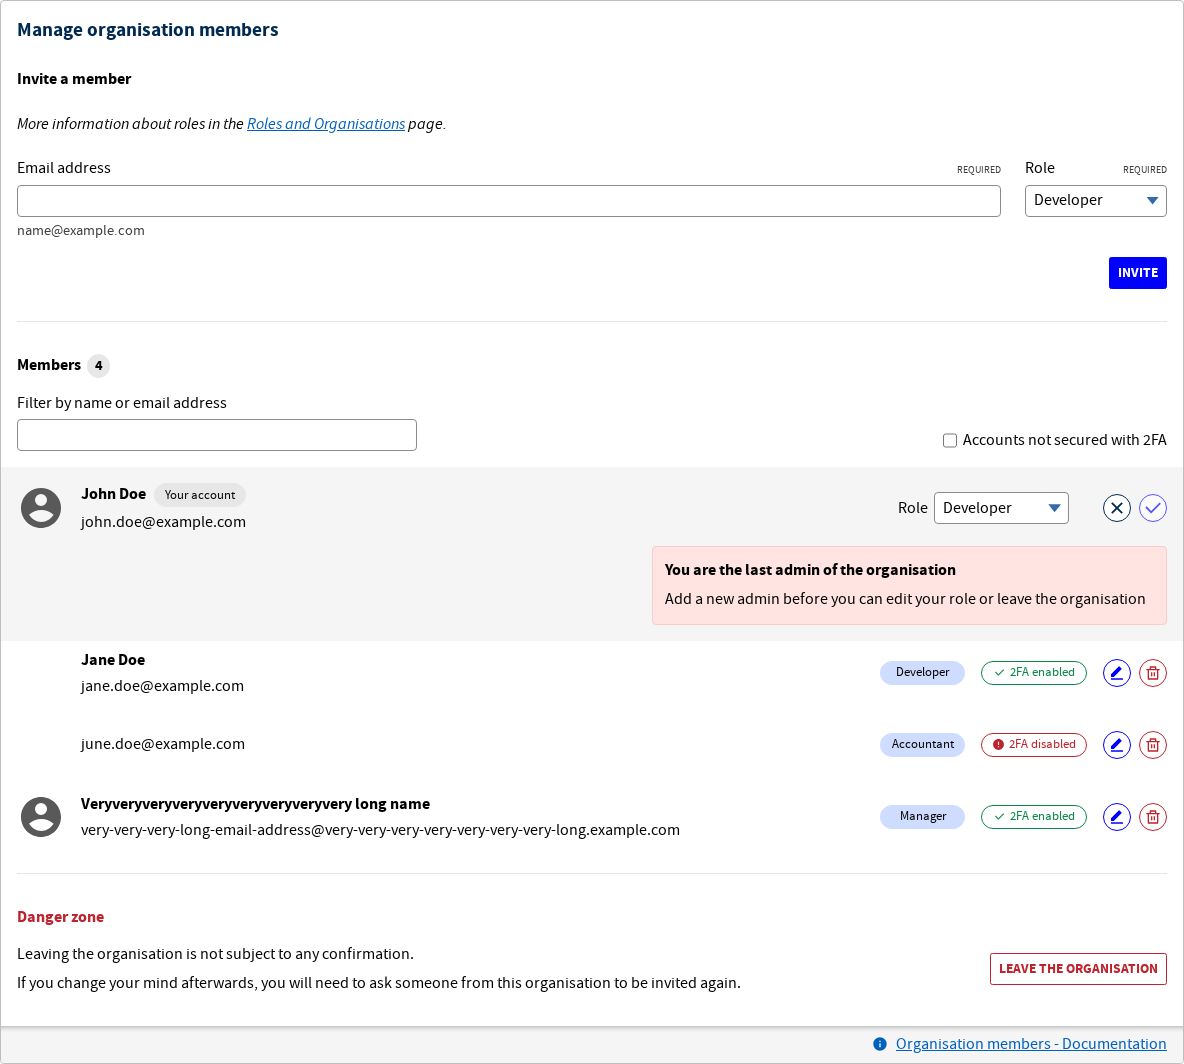 Manage organisation members
Invite a member
More information about roles in the Roles and Organisations page.
Email address REQUIRED Role REQUIRED
Developer
name@example.com
INVITE
Members 4
Filter by name or email address
Accounts not secured with 2FA
John Doe Your account
john.doe@example.com
Role Developer
You are the last admin of the organisation
Add a new admin before you can edit your role or leave the organisation
Jane Doe
jane.doe@example.com
Developer 2FA enabled
june.doe@example.com Accountant 2FA disabled
Veryveryveryveryveryveryveryvery long name
very-very-very-long-email-address@very-very-very-very-very-very-very-long.example.com
Manager 2FA enabled
Danger zone
Leaving the organisation is not subject to any confirmation.
If you change your mind afterwards, you will need to ask someone from this organisation to be invited again.
LEAVE THE ORGANISATION
Organisation members - Documentation